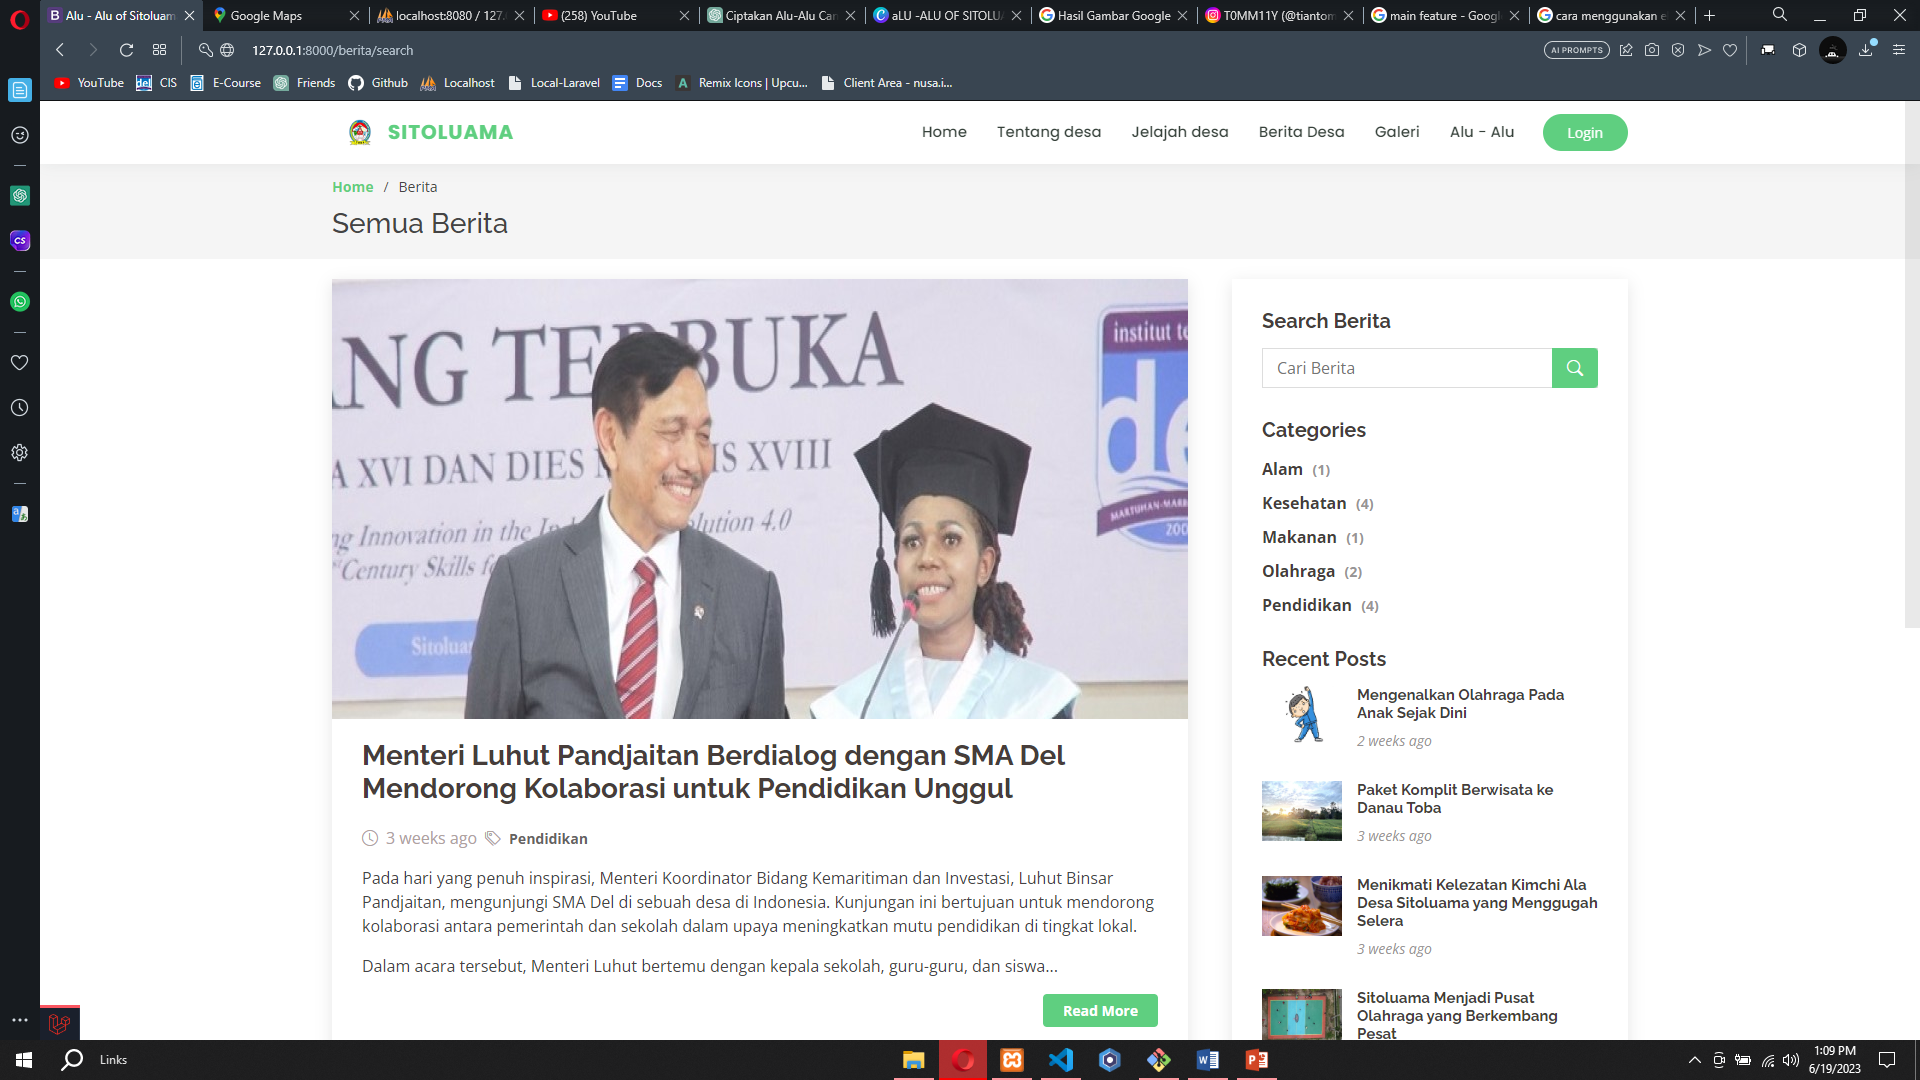 Alu - Alu of Sitoluam
Google Maps
localhost:8080 / 127.
(258) YouTube
Ciptakan Alu-Alu Car
aLU -ALU OF SITOLU
Hasil Gambar Google
T0MM11Y (@tiantom
main feature - Googl
cara menggunakan e
127.0.0.1:8000/berita/search
AI PROMPTS
YouTube
CIS
E-Course
Friends
Github
Localhost
Local-Laravel
Docs
Remix Icons | Upcu...
Client Area - nusa.i...
SITOLUAMA
Home
Tentang desa
Jelajah desa
Berita Desa
Galeri
Alu - Alu
Login
Home / Berita
Semua Berita
ANG TERBUKA
A XVI DAN DIES N IS XVIII
ng Innovation in the In olution 4.0
Century Skills fo
Sitolua
institut te
de
MARTUHAN-MARB
200
Menteri Luhut Pandjaitan Berdialog dengan SMA Del
Mendorong Kolaborasi untuk Pendidikan Unggul
3 weeks ago Pendidikan
Pada hari yang penuh inspirasi, Menteri Koordinator Bidang Kemaritiman dan Investasi, Luhut Binsar
Pandjaitan, mengunjungi SMA Del di sebuah desa di Indonesia. Kunjungan ini bertujuan untuk mendorong
kolaborasi antara pemerintah dan sekolah dalam upaya meningkatkan mutu pendidikan di tingkat lokal.
Dalam acara tersebut, Menteri Luhut bertemu dengan kepala sekolah, guru-guru, dan siswa...
Read More
Search Berita
Cari Berita
Categories
Alam (1)
Kesehatan (4)
Makanan (1)
Olahraga (2)
Pendidikan (4)
Recent Posts
Mengenalkan Olahraga Pada
Anak Sejak Dini
2 weeks ago
Paket Komplit Berwisata ke
Danau Toba
3 weeks ago
Menikmati Kelezatan Kimchi Ala
Desa Sitoluama yang Menggugah
Selera
3 weeks ago
Sitoluama Menjadi Pusat
Olahraga yang Berkembang
Pesat
Links
1:09 PM
6/19/2023